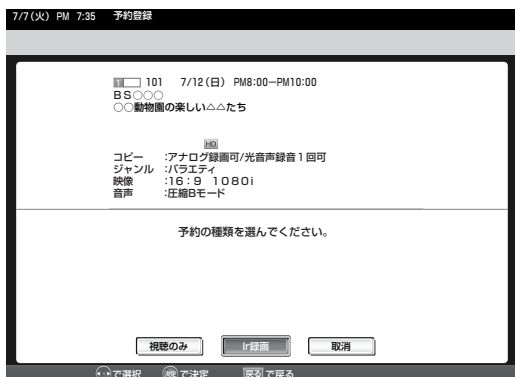 7/7(火) PM 7:35 予約登録
101 7/12(日) PM8:00−PM10:00
BS○○○
○○動物園の楽しい△△たち
HD
コピー :アナログ録画可/光音声録音1回可
ジャンル :バラエティ
映像 :16:9 1080i
音声 :圧縮Bモード
予約の種類を選んでください。
視聴のみ Ir録画 取消
で選択 決定 で決定 戻る で戻る